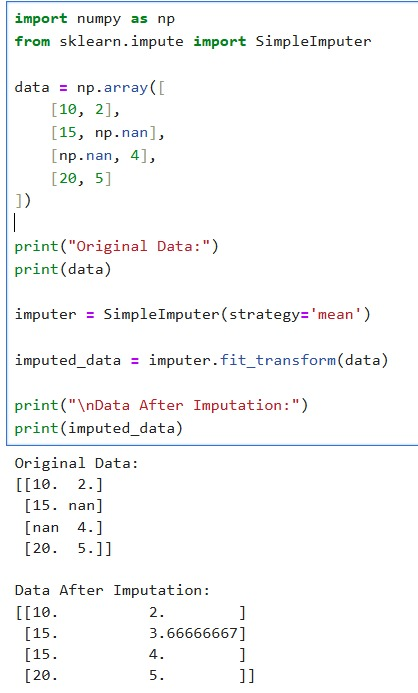 import numpy as np
from sklearn.impute import SimpleImputer

data = np.array([
    [10, 2],
    [15, np.nan],
    [np.nan, 4],
    [20, 5]
])

print("Original Data:")
print(data)

imputer = SimpleImputer(strategy='mean')

imputed_data = imputer.fit_transform(data)

print("\nData After Imputation:")
print(imputed_data)
Original Data:
[[10.  2.]
 [15. nan]
 [nan  4.]
 [20.  5.]]

Data After Imputation:
[[10.          2.        ]
 [15.          3.66666667]
 [15.          4.        ]
 [20.          5.        ]]